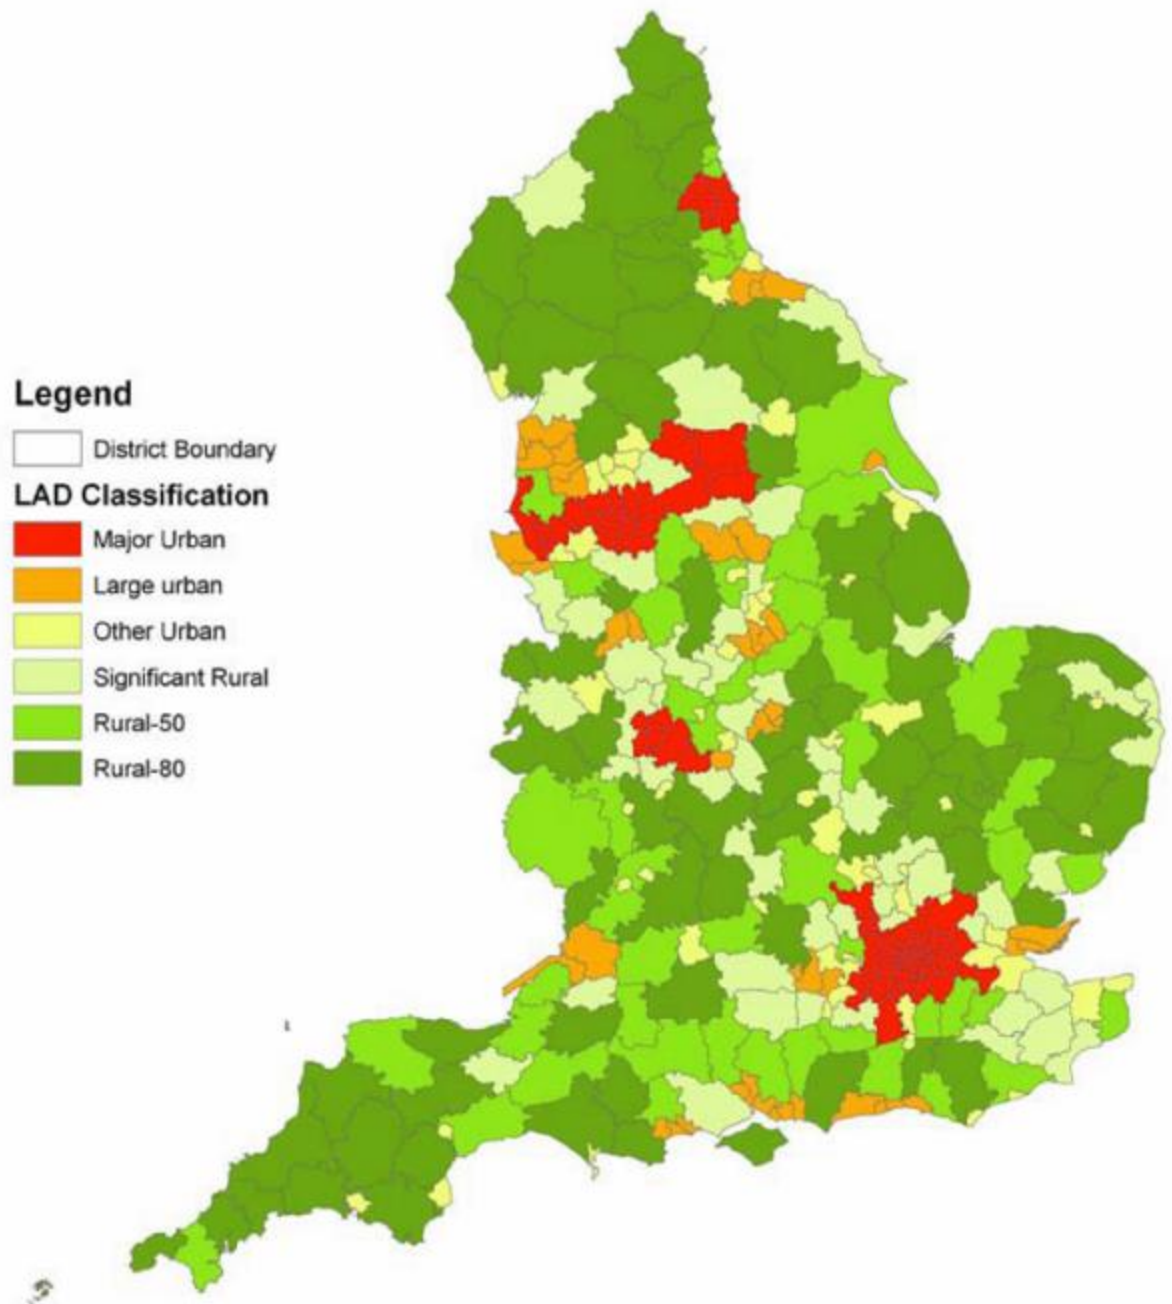 Legend
District Boundary
LAD Classification
Major Urban
Large urban
Other Urban
Significant Rural
Rural-50
Rural-80